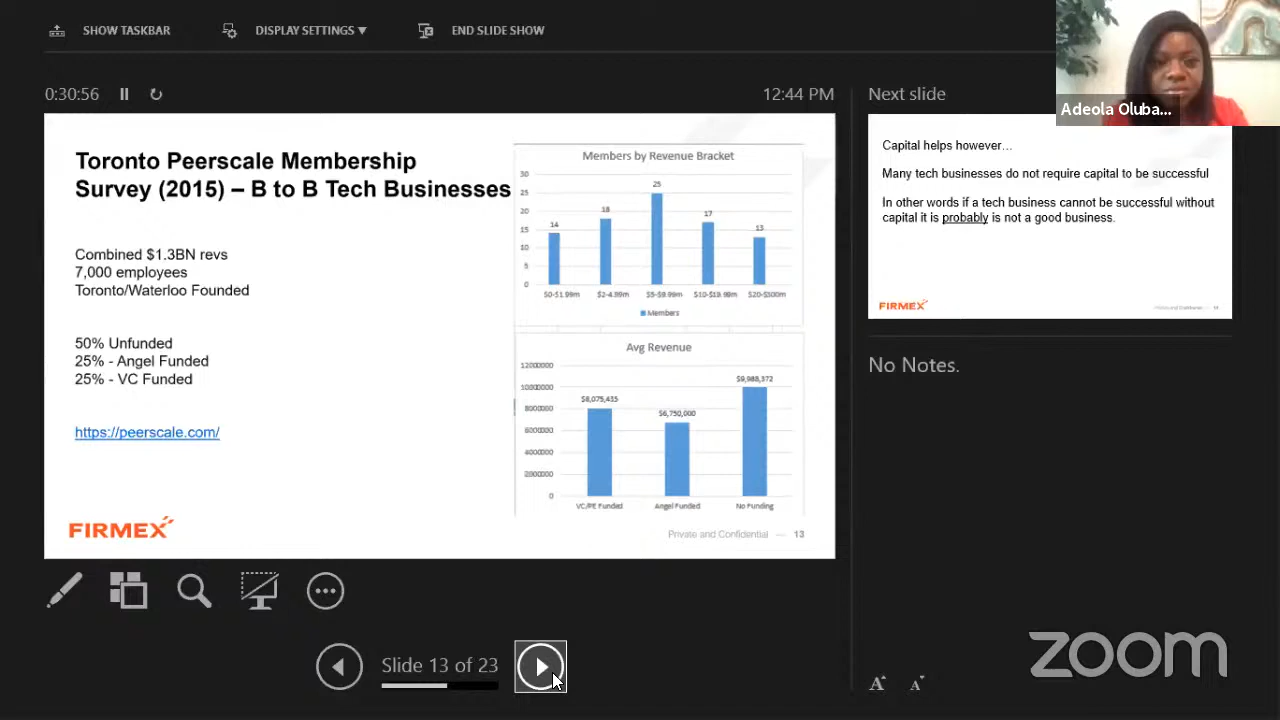 SHOW TASKBAR
DISPLAY SETTINGS ▼
END SLIDE SHOW
Adeola Oluba...
0:30:56
12:44 PM
Next slide
Toronto Peerscale Membership
Survey (2015) – B to B Tech Businesses
Combined $1.3BN revs
7,000 employees
Toronto/Waterloo Founded
50% Unfunded
25% - Angel Funded
25% - VC Funded
https://peerscale.com/
FIRMEX
Members by Revenue Bracket
30
25
20
15
10
5
0
14
18
25
17
13
$0-$1.99m
$2-4.99m
$5-$9.99m
$10-$19.99m
$20-$300m
Members
Avg Revenue
12000000
10000000
8000000
6000000
4000000
2000000
0
$8,075,435
$6,750,000
$9,988,372
VC/PE Funded
Angel Funded
No Funding
Private and Confidential — 13
Capital helps however…
Many tech businesses do not require capital to be successful
In other words if a tech business cannot be successful without
capital it is probably is not a good business.
FIRMEX
Private and Confidential — 14
No Notes.
Slide 13 of 23
A A
zoom